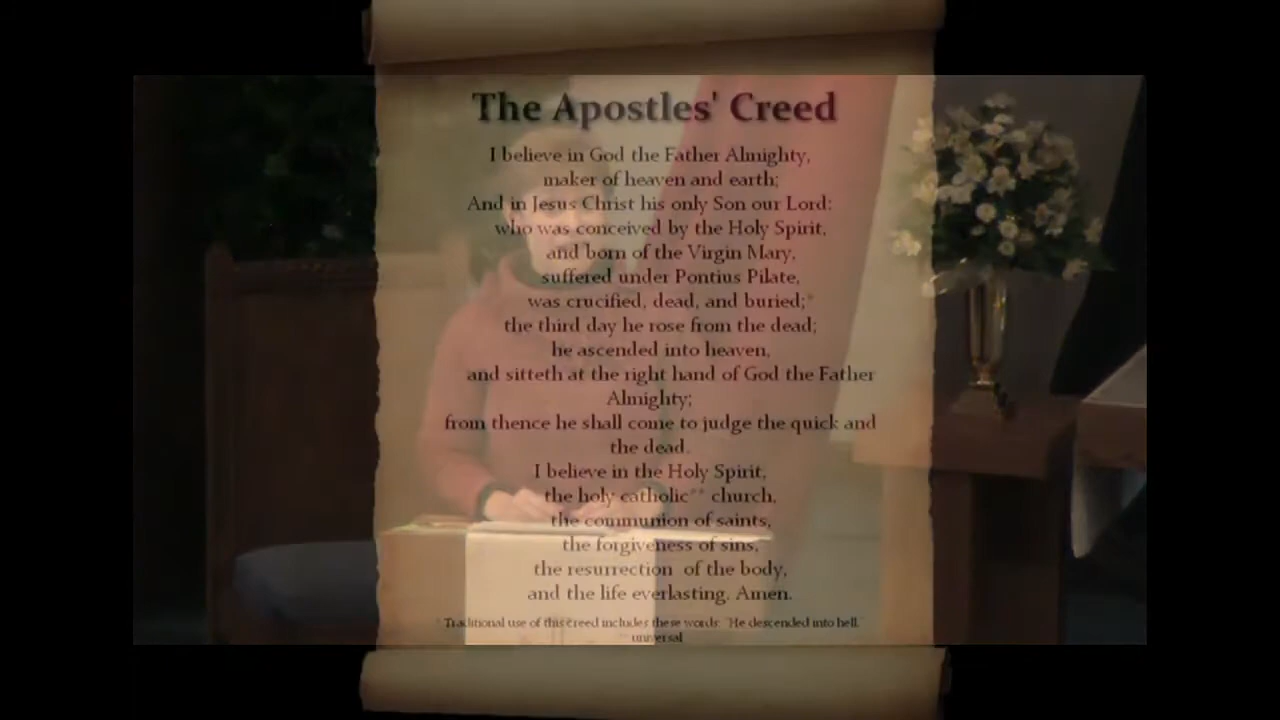 The Apostles' Creed
I believe in God the Father Almighty,
maker of heaven and earth;
And in Jesus Christ his only Son our Lord:
who was conceived by the Holy Spirit,
and born of the Virgin Mary,
suffered under Pontius Pilate,
was crucified, dead, and buried;*
the third day he rose from the dead;
he ascended into heaven,
and sitteth at the right hand of God the Father
Almighty;
from thence he shall come to judge the quick and
the dead.
I believe in the Holy Spirit,
the holy catholic** church,
the communion of saints,
the forgiveness of sins,
the resurrection of the body,
and the life everlasting. Amen.
* Traditional use of this creed includes these words: "He descended into hell.
** universal